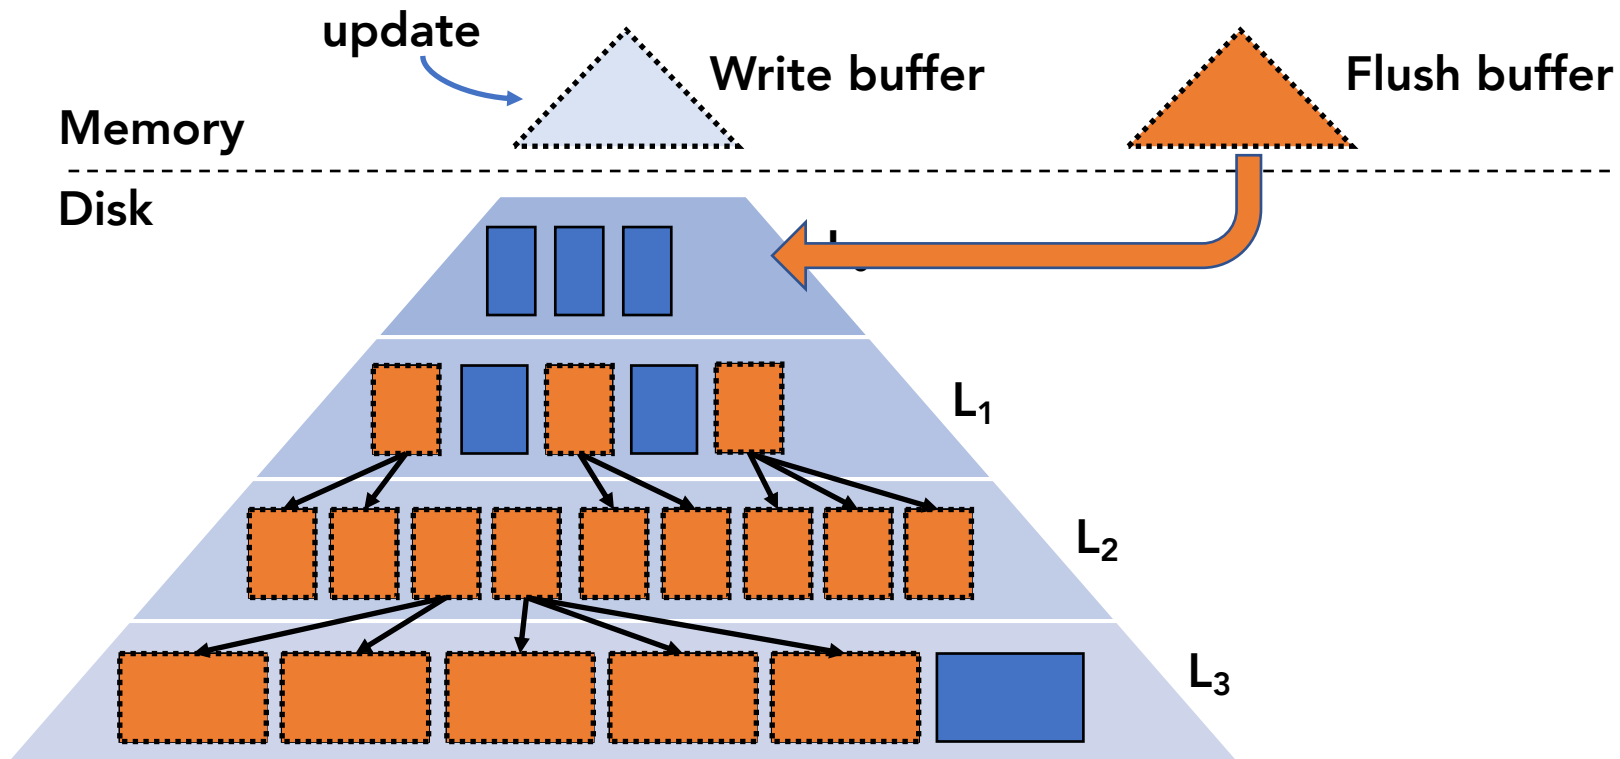 update
Write buffer
Flush buffer
Memory
Disk
L₁
L₂
L₃